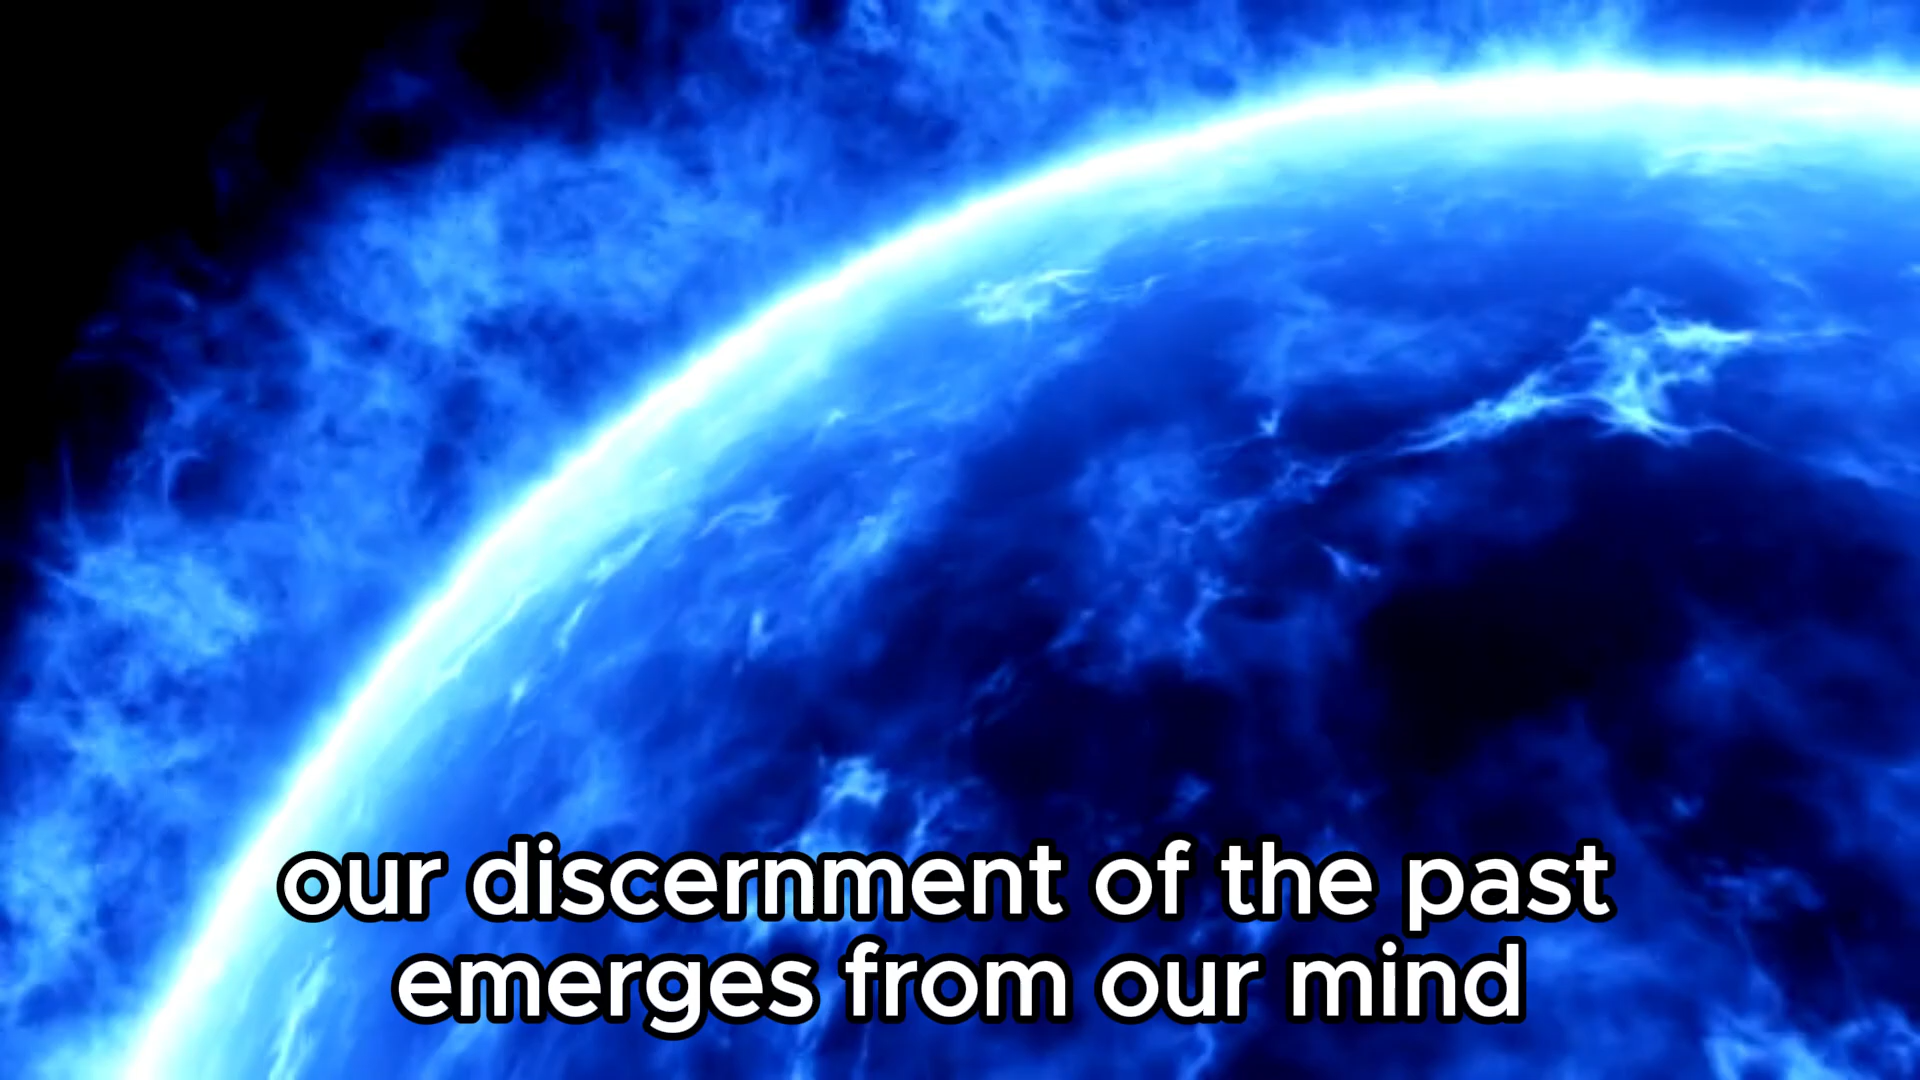 our discernment of the past
emerges from our mind